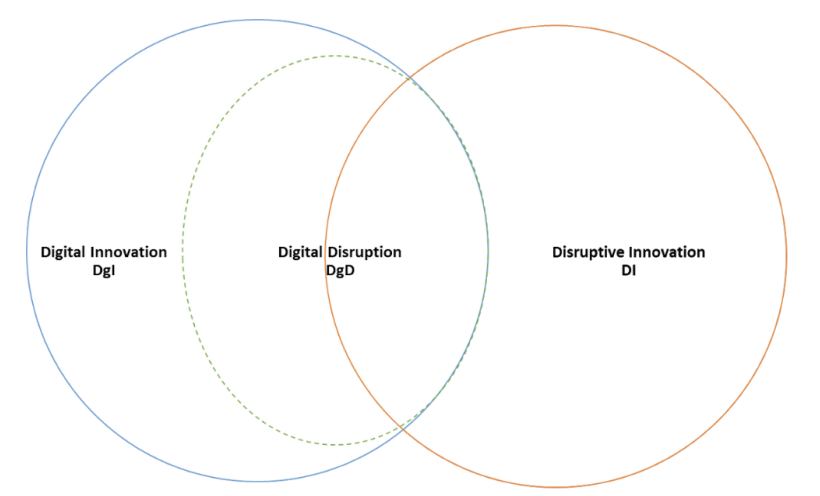 Digital Innovation
DgI
Digital Disruption
DgD
Disruptive Innovation
DI